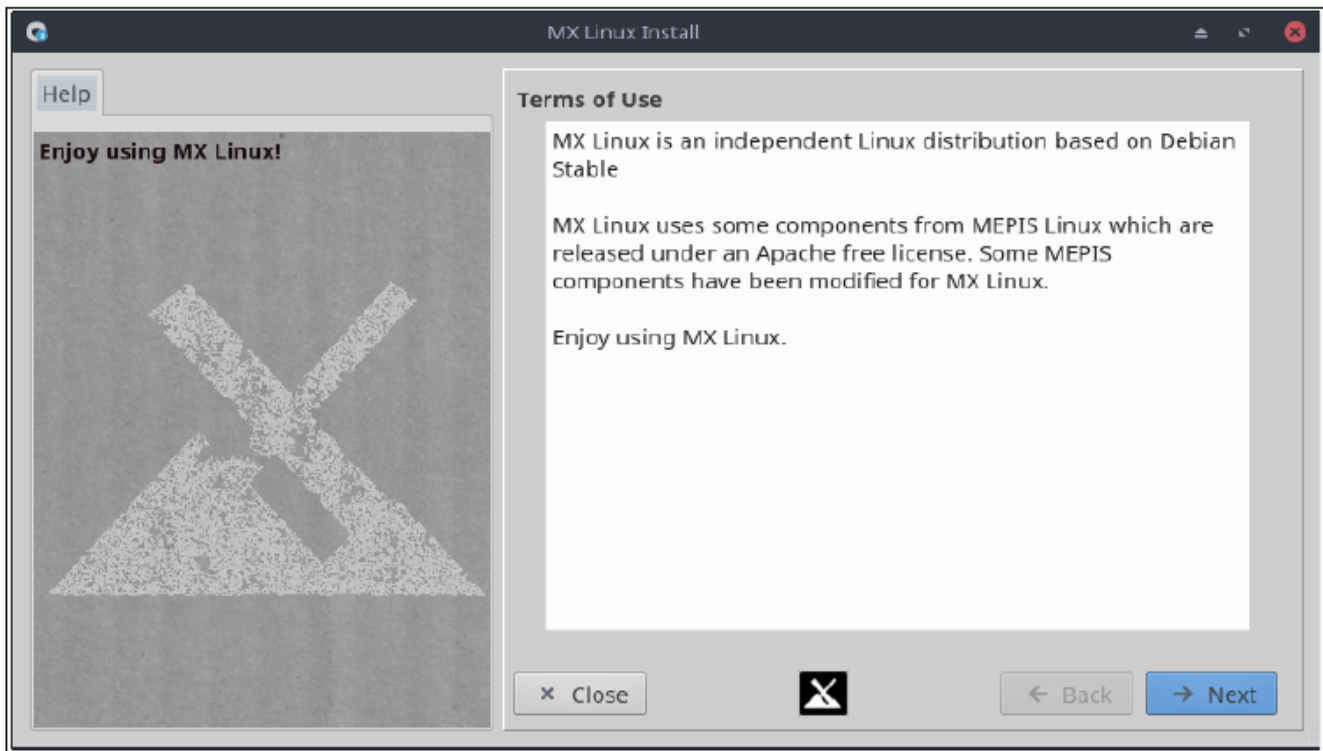 MX Linux Install
Help
Enjoy using MX Linux!
Terms of Use
MX Linux is an independent Linux distribution based on Debian
Stable
MX Linux uses some components from MEPIS Linux which are
released under an Apache free license. Some MEPIS
components have been modified for MX Linux.
Enjoy using MX Linux.
Close
Back
Next